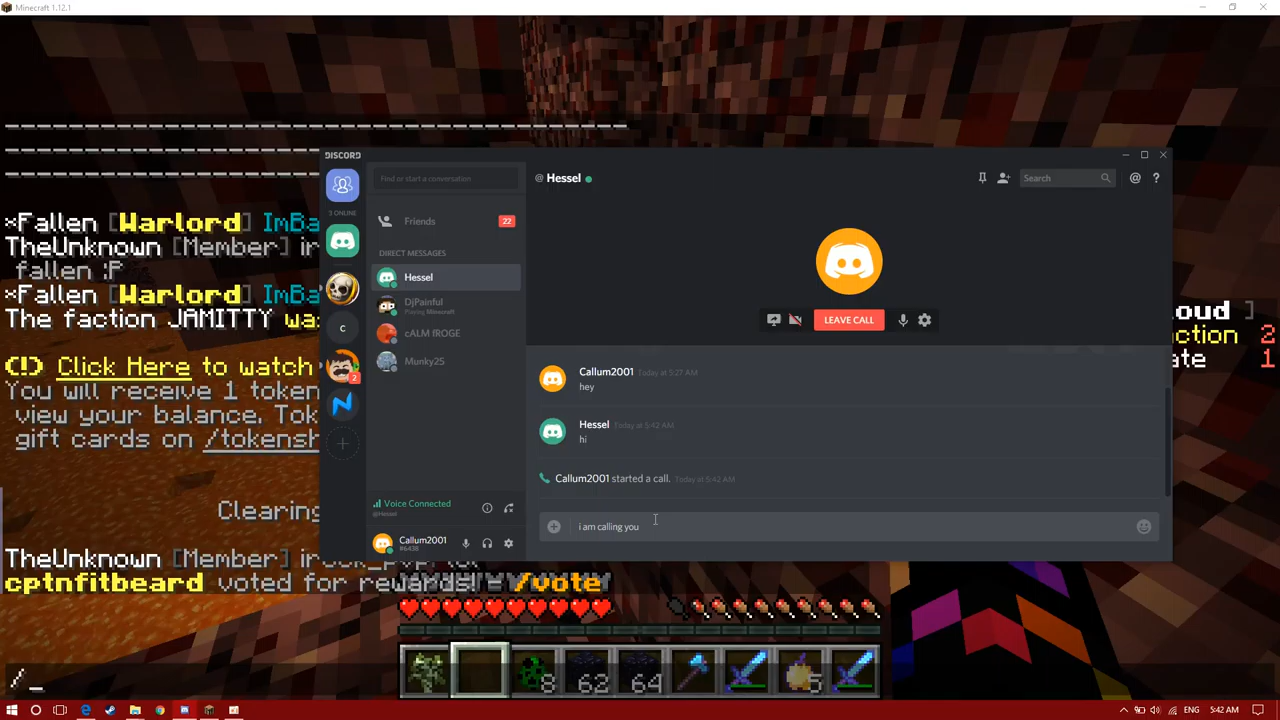 Minecraft 1.12.1
DISCORD
Find or start a conversation
@ Hessel
Search
@
?
3 ONLINE
Friends
22
DIRECT MESSAGES
Hessel
DjPainful
Playing Minecraft
cALM fROGE
Munky25
C
2
LEAVE CALL
Callum2001 Today at 5:27 AM
hey
Hessel Today at 5:42 AM
hi
Callum2001 started a call. Today at 5:42 AM
i am calling you
Voice Connected
@Hessel
Callum2001
#6438
×Fallen [Warlord] ImBa
TheUnknown [Member] ir
fallen :P
×Fallen [Warlord] ImBa
The faction JAMITTY wa
(!) Click Here to watch
You will receive 1 token
view your balance. Tok
gift cards on /tokensh
Clearing
TheUnknown [Member]
cptnfitbeard voted for rewards! - /vote
loud ]
ction 2
ate 1
8
62
64
5
/_
ENG
5:42 AM